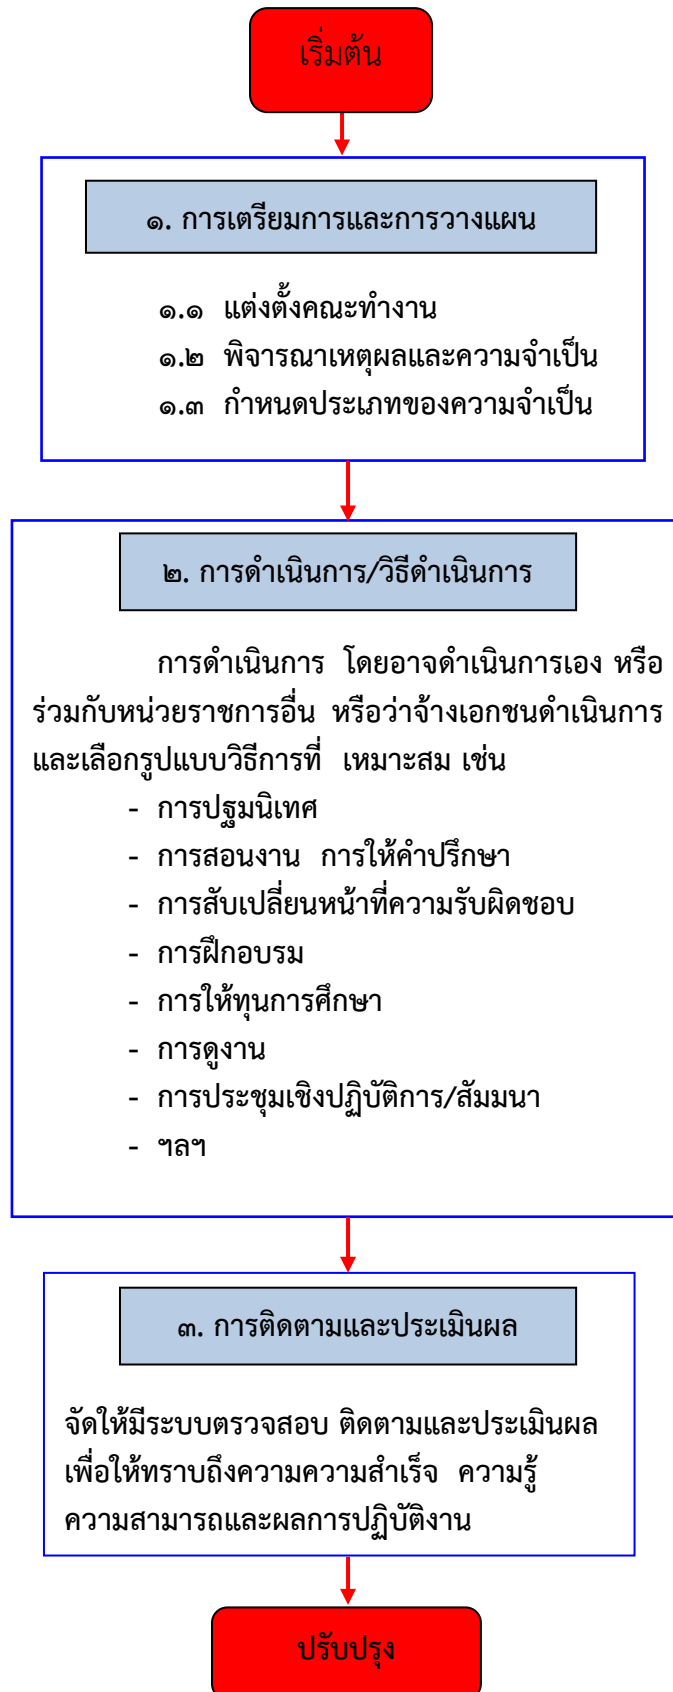 เริ่มต้น
๑. การเตรียมการและการวางแผน
๑.๑ แต่งตั้งคณะทำงาน
๑.๒ พิจารณาเหตุผลและความจำเป็น
๑.๓ กำหนดประเภทของความจำเป็น
๒. การดำเนินการ/วิธีดำเนินการ
การดำเนินการ โดยอาจดำเนินการเอง หรือ
ร่วมกับหน่วยราชการอื่น หรือว่าจ้างเอกชนดำเนินการ
และเลือกรูปแบบวิธีการที่ เหมาะสม เช่น
- การปฐมนิเทศ
- การสอนงาน การให้คำปรึกษา
- การสับเปลี่ยนหน้าที่ความรับผิดชอบ
- การฝึกอบรม
- การให้ทุนการศึกษา
- การดูงาน
- การประชุมเชิงปฏิบัติการ/สัมมนา
- ฯลฯ
๓. การติดตามและประเมินผล
จัดให้มีระบบตรวจสอบ ติดตามและประเมินผล
เพื่อให้ทราบถึงความความสำเร็จ ความรู้
ความสามารถและผลการปฏิบัติงาน
ปรับปรุง